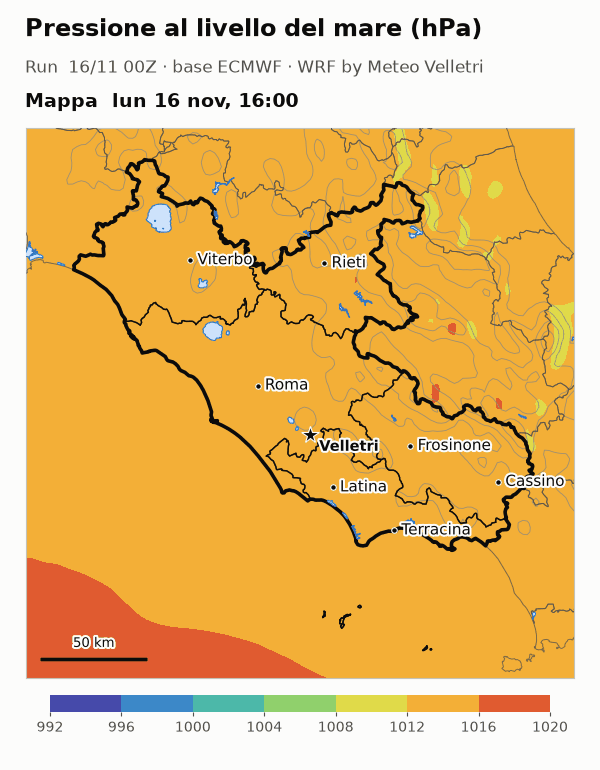 Pressione al livello del mare (hPa)
Run  16/11 00Z · base ECMWF · WRF by Meteo Velletri
Mappa  lun 16 nov, 16:00
Viterbo
Rieti
Roma
Velletri
Frosinone
Cassino
Latina
Terracina
50 km
992 996 1000 1004 1008 1012 1016 1020